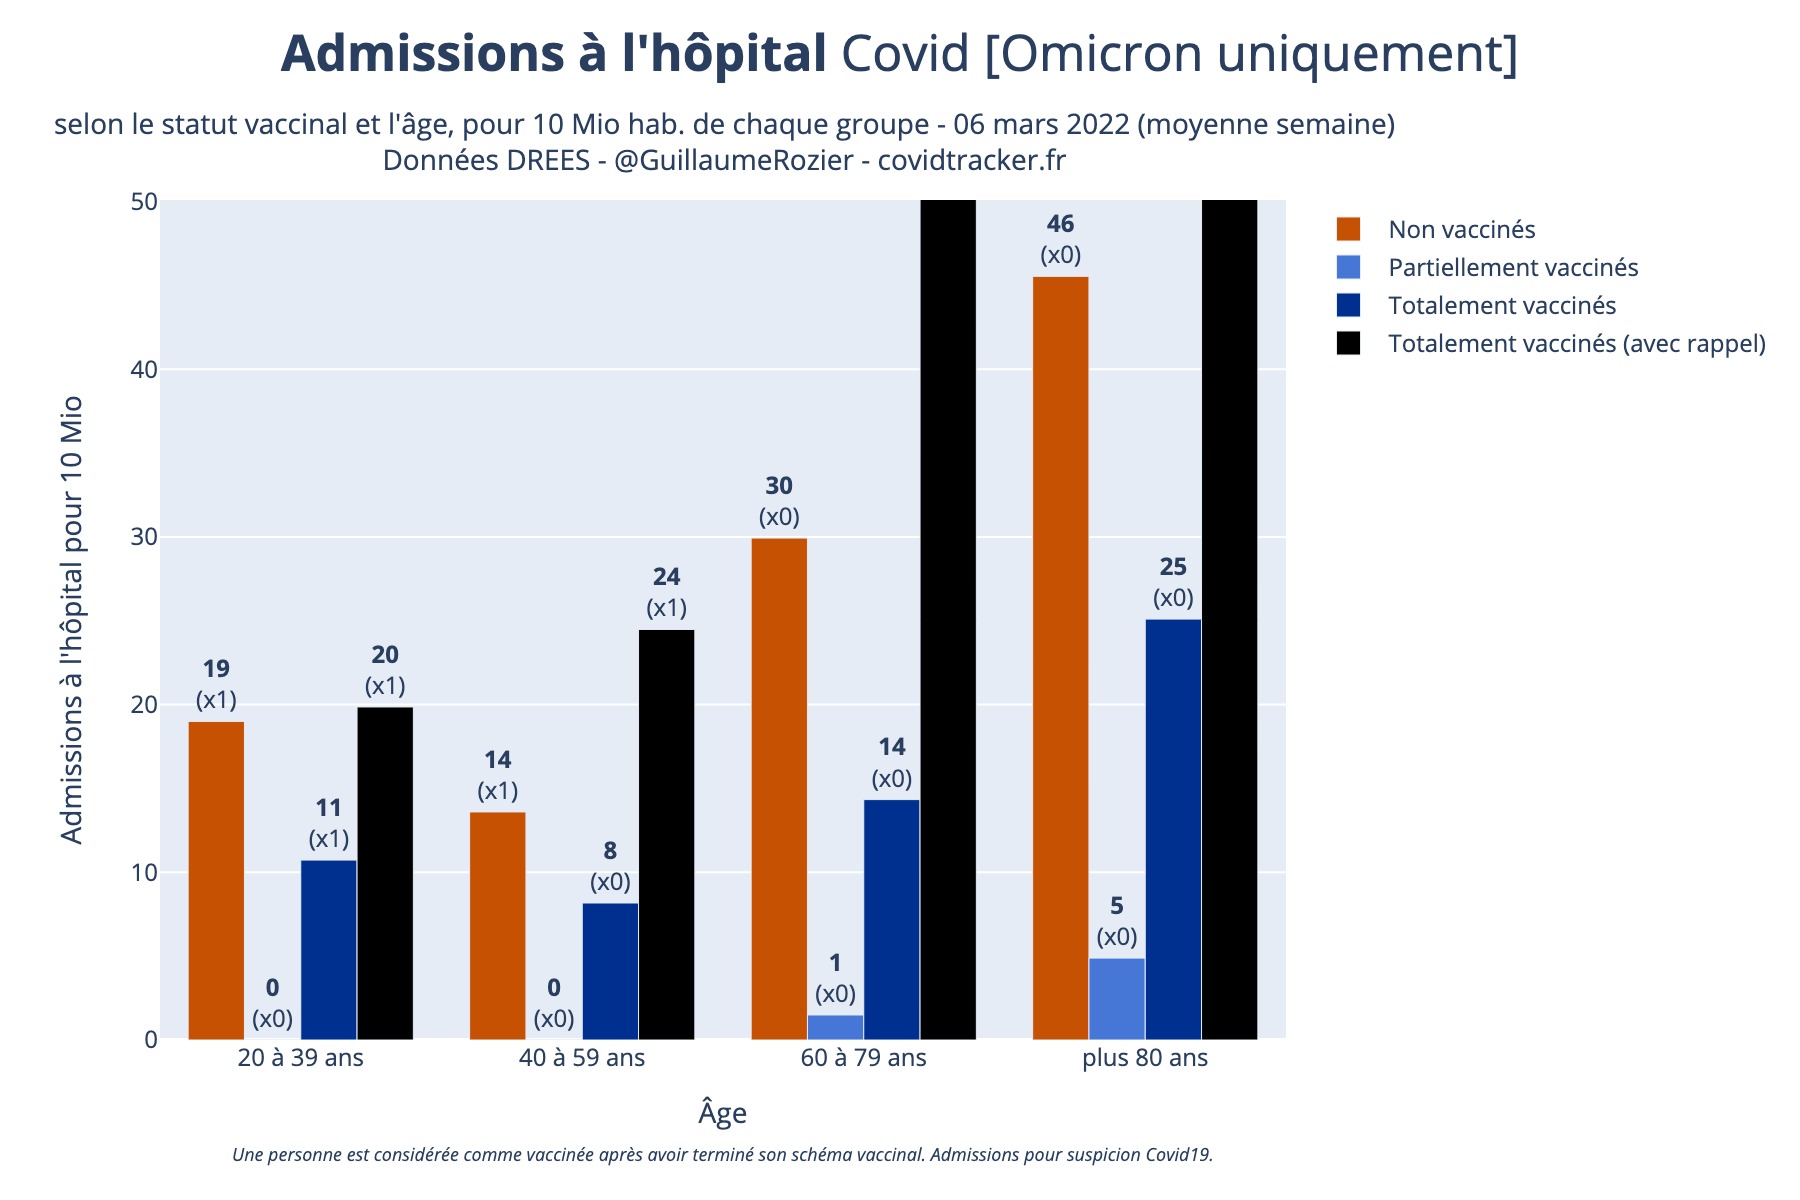 Admissions à l'hôpital Covid [Omicron uniquement]
selon le statut vaccinal et l'âge, pour 10 Mio hab. de chaque groupe - 06 mars 2022 (moyenne semaine)
Données DREES - @GuillaumeRozier - covidtracker.fr
Non vaccinés
Partiellement vaccinés
Totalement vaccinés
Totalement vaccinés (avec rappel)
Admissions à l'hôpital pour 10 Mio
50
40
30
20
10
0
19
(x1)
0
(x0)
11
(x1)
20
(x1)
14
(x1)
0
(x0)
8
(x0)
24
(x1)
30
(x0)
1
(x0)
14
(x0)
46
(x0)
5
(x0)
25
(x0)
20 à 39 ans
40 à 59 ans
60 à 79 ans
plus 80 ans
Âge
Une personne est considérée comme vaccinée après avoir terminé son schéma vaccinal. Admissions pour suspicion Covid19.